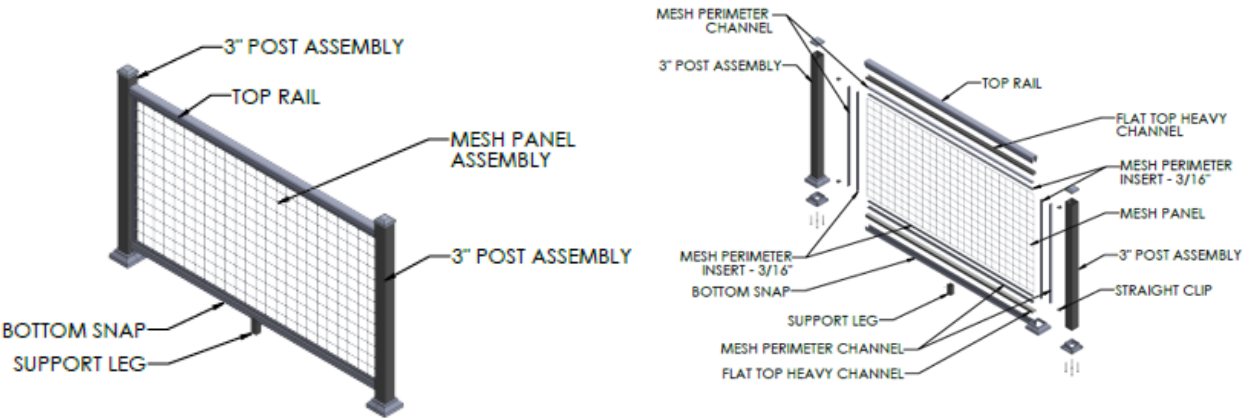 3" POST ASSEMBLY
TOP RAIL
MESH PANEL
ASSEMBLY
3" POST ASSEMBLY
BOTTOM SNAP
SUPPORT LEG
MESH PERIMETER
CHANNEL
3" POST ASSEMBLY
TOP RAIL
FLAT TOP HEAVY
CHANNEL
MESH PERIMETER
INSERT - 3/16"
MESH PANEL
MESH PERIMETER
INSERT - 3/16"
3" POST ASSEMBLY
BOTTOM SNAP
STRAIGHT CLIP
SUPPORT LEG
MESH PERIMETER CHANNEL
FLAT TOP HEAVY CHANNEL